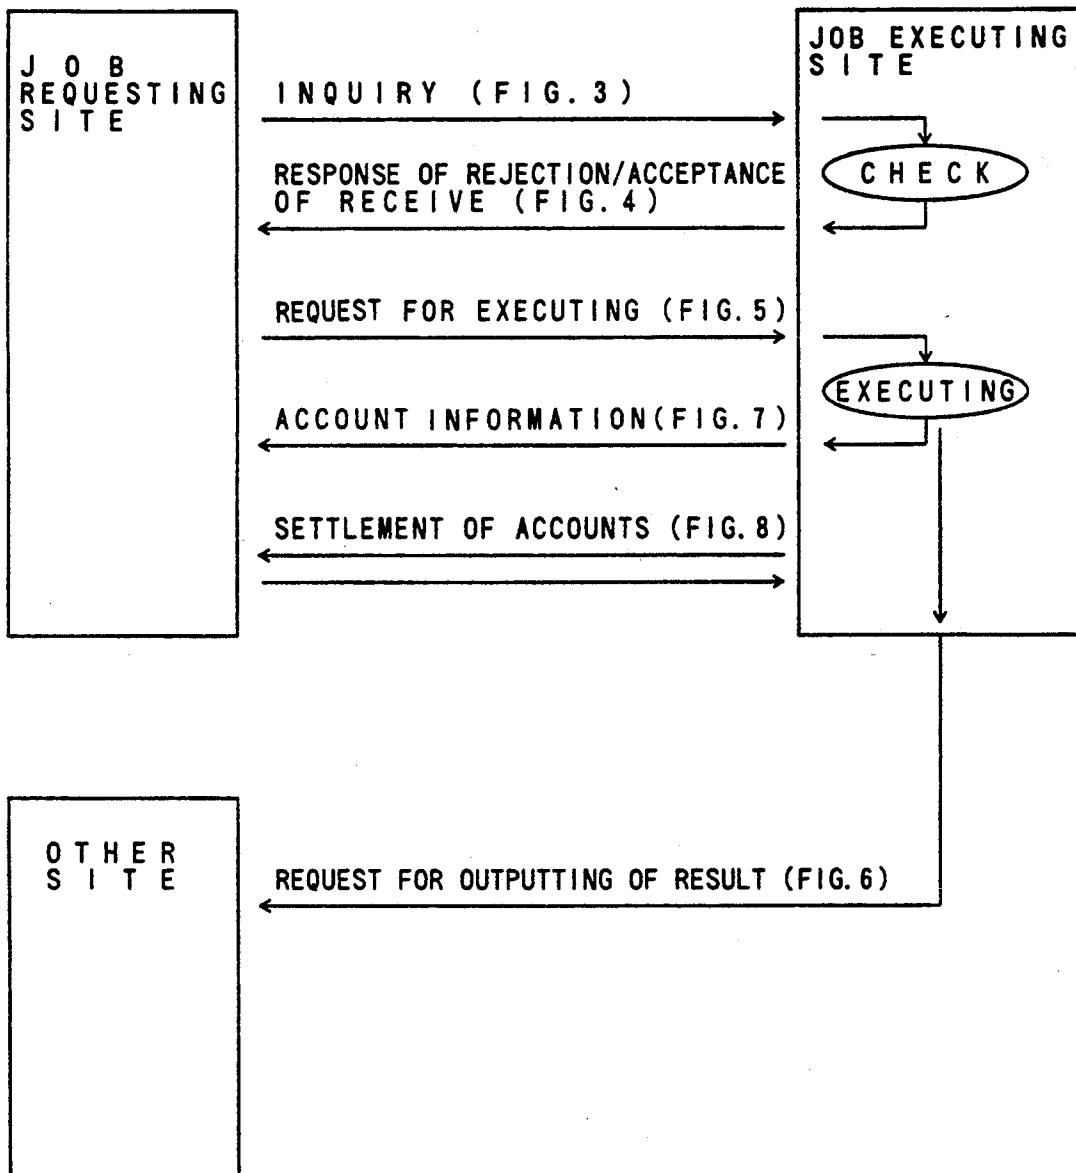 JOB
REQUESTING
SITE
JOB EXECUTING
SITE
INQUIRY (FIG. 3)
CHECK
RESPONSE OF REJECTION/ACCEPTANCE
OF RECEIVE (FIG. 4)
REQUEST FOR EXECUTING (FIG. 5)
EXECUTING
ACCOUNT INFORMATION(FIG. 7)
SETTLEMENT OF ACCOUNTS (FIG. 8)
OTHER
SITE
REQUEST FOR OUTPUTTING OF RESULT (FIG. 6)